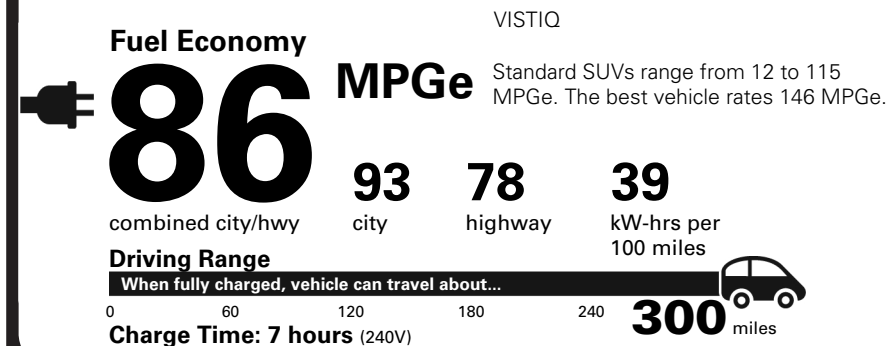 VISTIQ
Fuel Economy
86
MPGe
Standard SUVs range from 12 to 115
MPGe. The best vehicle rates 146 MPGe.
93
78
39
combined city/hwy
city
highway
kW-hrs per
100 miles
Driving Range
When fully charged, vehicle can travel about...
0 60 120 180 240 300 miles
Charge Time: 7 hours (240V)